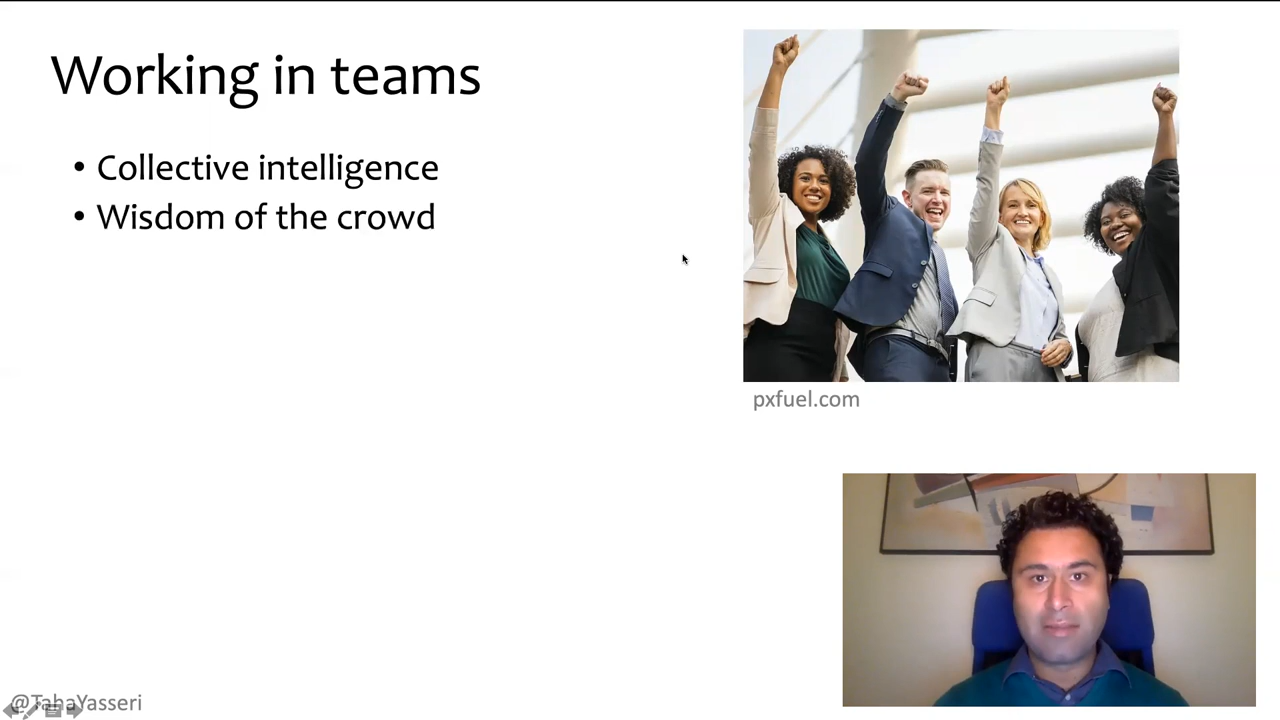 Working in teams
• Collective intelligence
• Wisdom of the crowd
pxfuel.com
@TahaYasseri